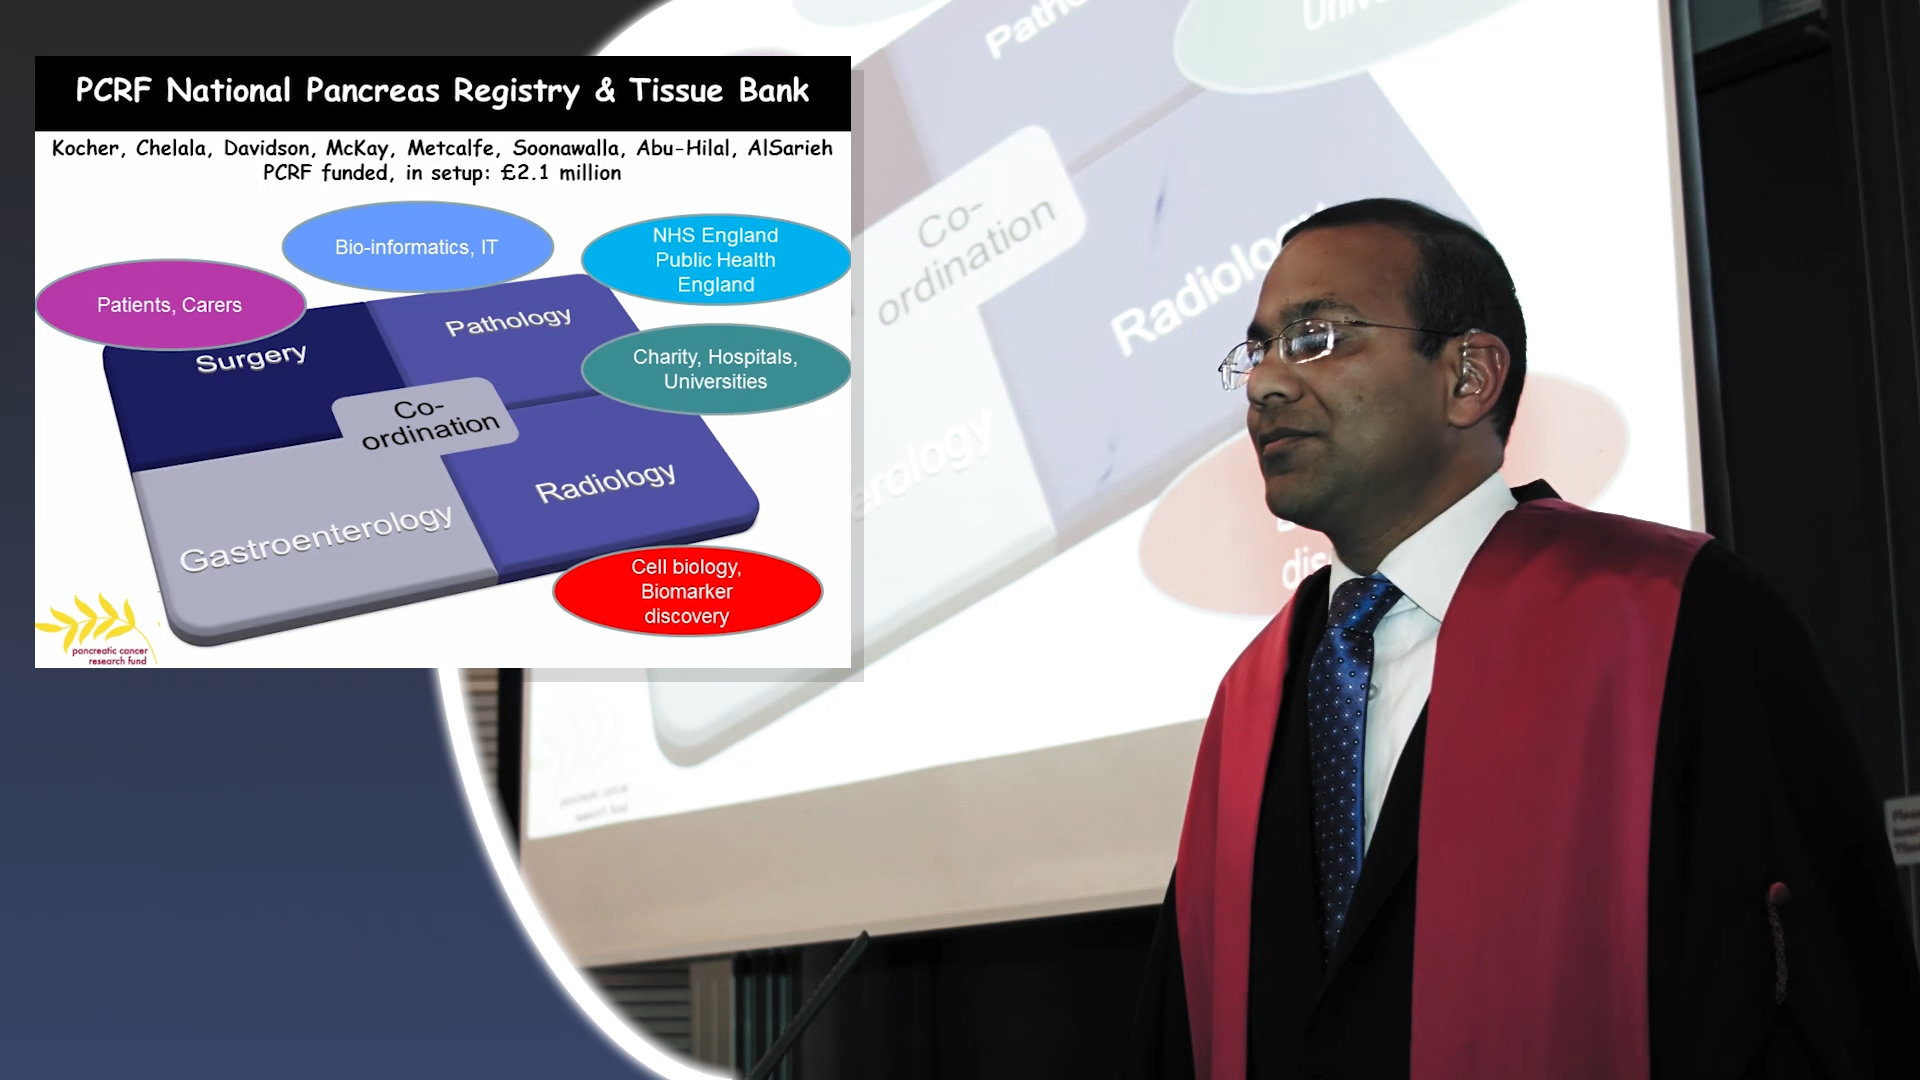 PCRF National Pancreas Registry & Tissue Bank
Kocher, Chelala, Davidson, McKay, Metcalfe, Soonawalla, Abu-Hilal, AlSarieh
PCRF funded, in setup: £2.1 million
Bio-informatics, IT
NHS England
Public Health
England
Patients, Carers
Surgery
Pathology
Charity, Hospitals,
Universities
Co-
ordination
Gastroenterology
Radiology
Cell biology,
Biomarker
discovery
pancreatic cancer
research fund
Co-
ordination